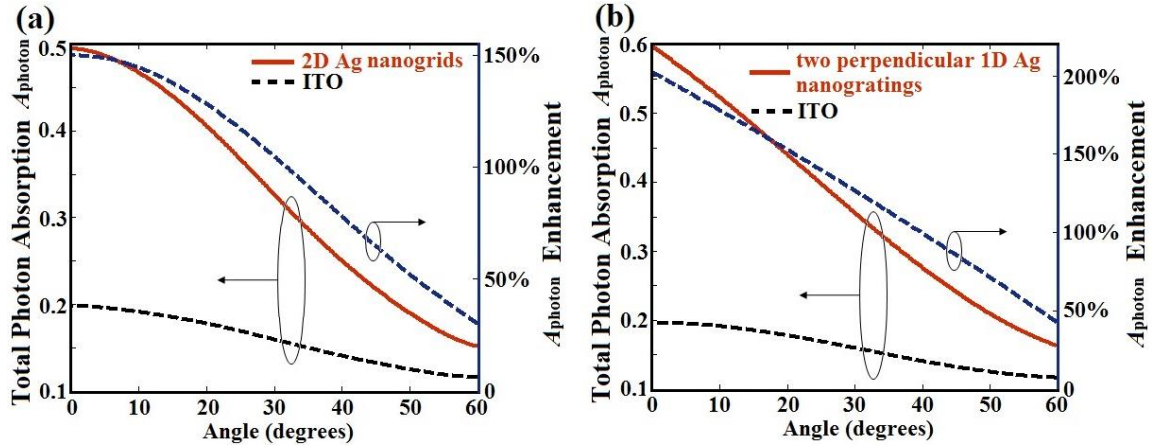 (a)
Total Photon Absorption Aphoton
0.5
0.4
0.3
0.2
0.1
2D Ag nanogrids
ITO
150%
100%
50%
0
Aphoton Enhancement
0 10 20 30 40 50 60
Angle (degrees)
(b)
Total Photon Absorption Aphoton
0.6
0.5
0.4
0.3
0.2
0.1
two perpendicular 1D Ag
nanogratings
ITO
200%
150%
100%
50%
0
Aphoton Enhancement
0 10 20 30 40 50 60
Angle (degrees)